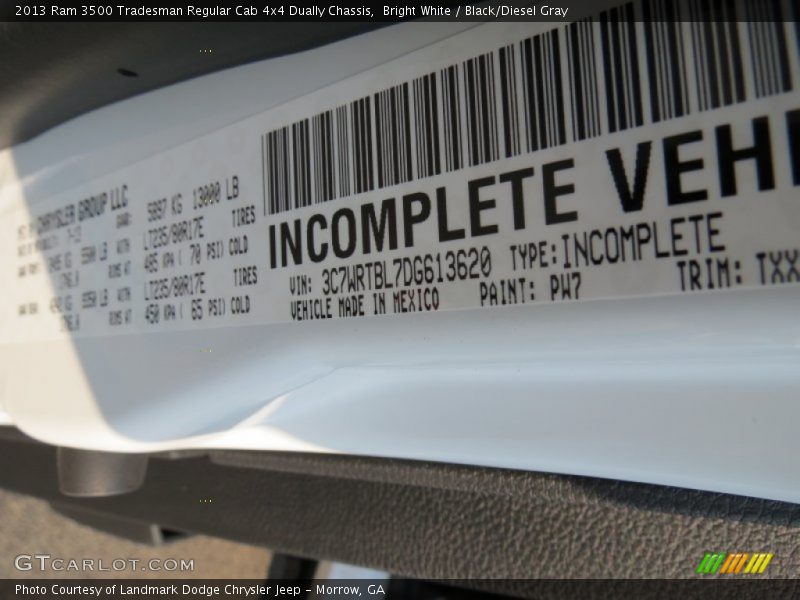 2013 Ram 3500 Tradesman Regular Cab 4x4 Dually Chassis, Bright White / Black/Diesel Gray
CHRYSLER GROUP LLC
5897 KG 13000 LB
LT235/80R17E TIRES
485 KPA ( 70 PSI) COLD
LT235/80R17E TIRES
450 KPA ( 65 PSI) COLD
INCOMPLETE VEHI
VIN: 3C7WRTBL7DG613620 TYPE: INCOMPLETE
VEHICLE MADE IN MEXICO PAINT: PW7 TRIM: TXX
GTCARLOT.COM
Photo Courtesy of Landmark Dodge Chrysler Jeep – Morrow, GA